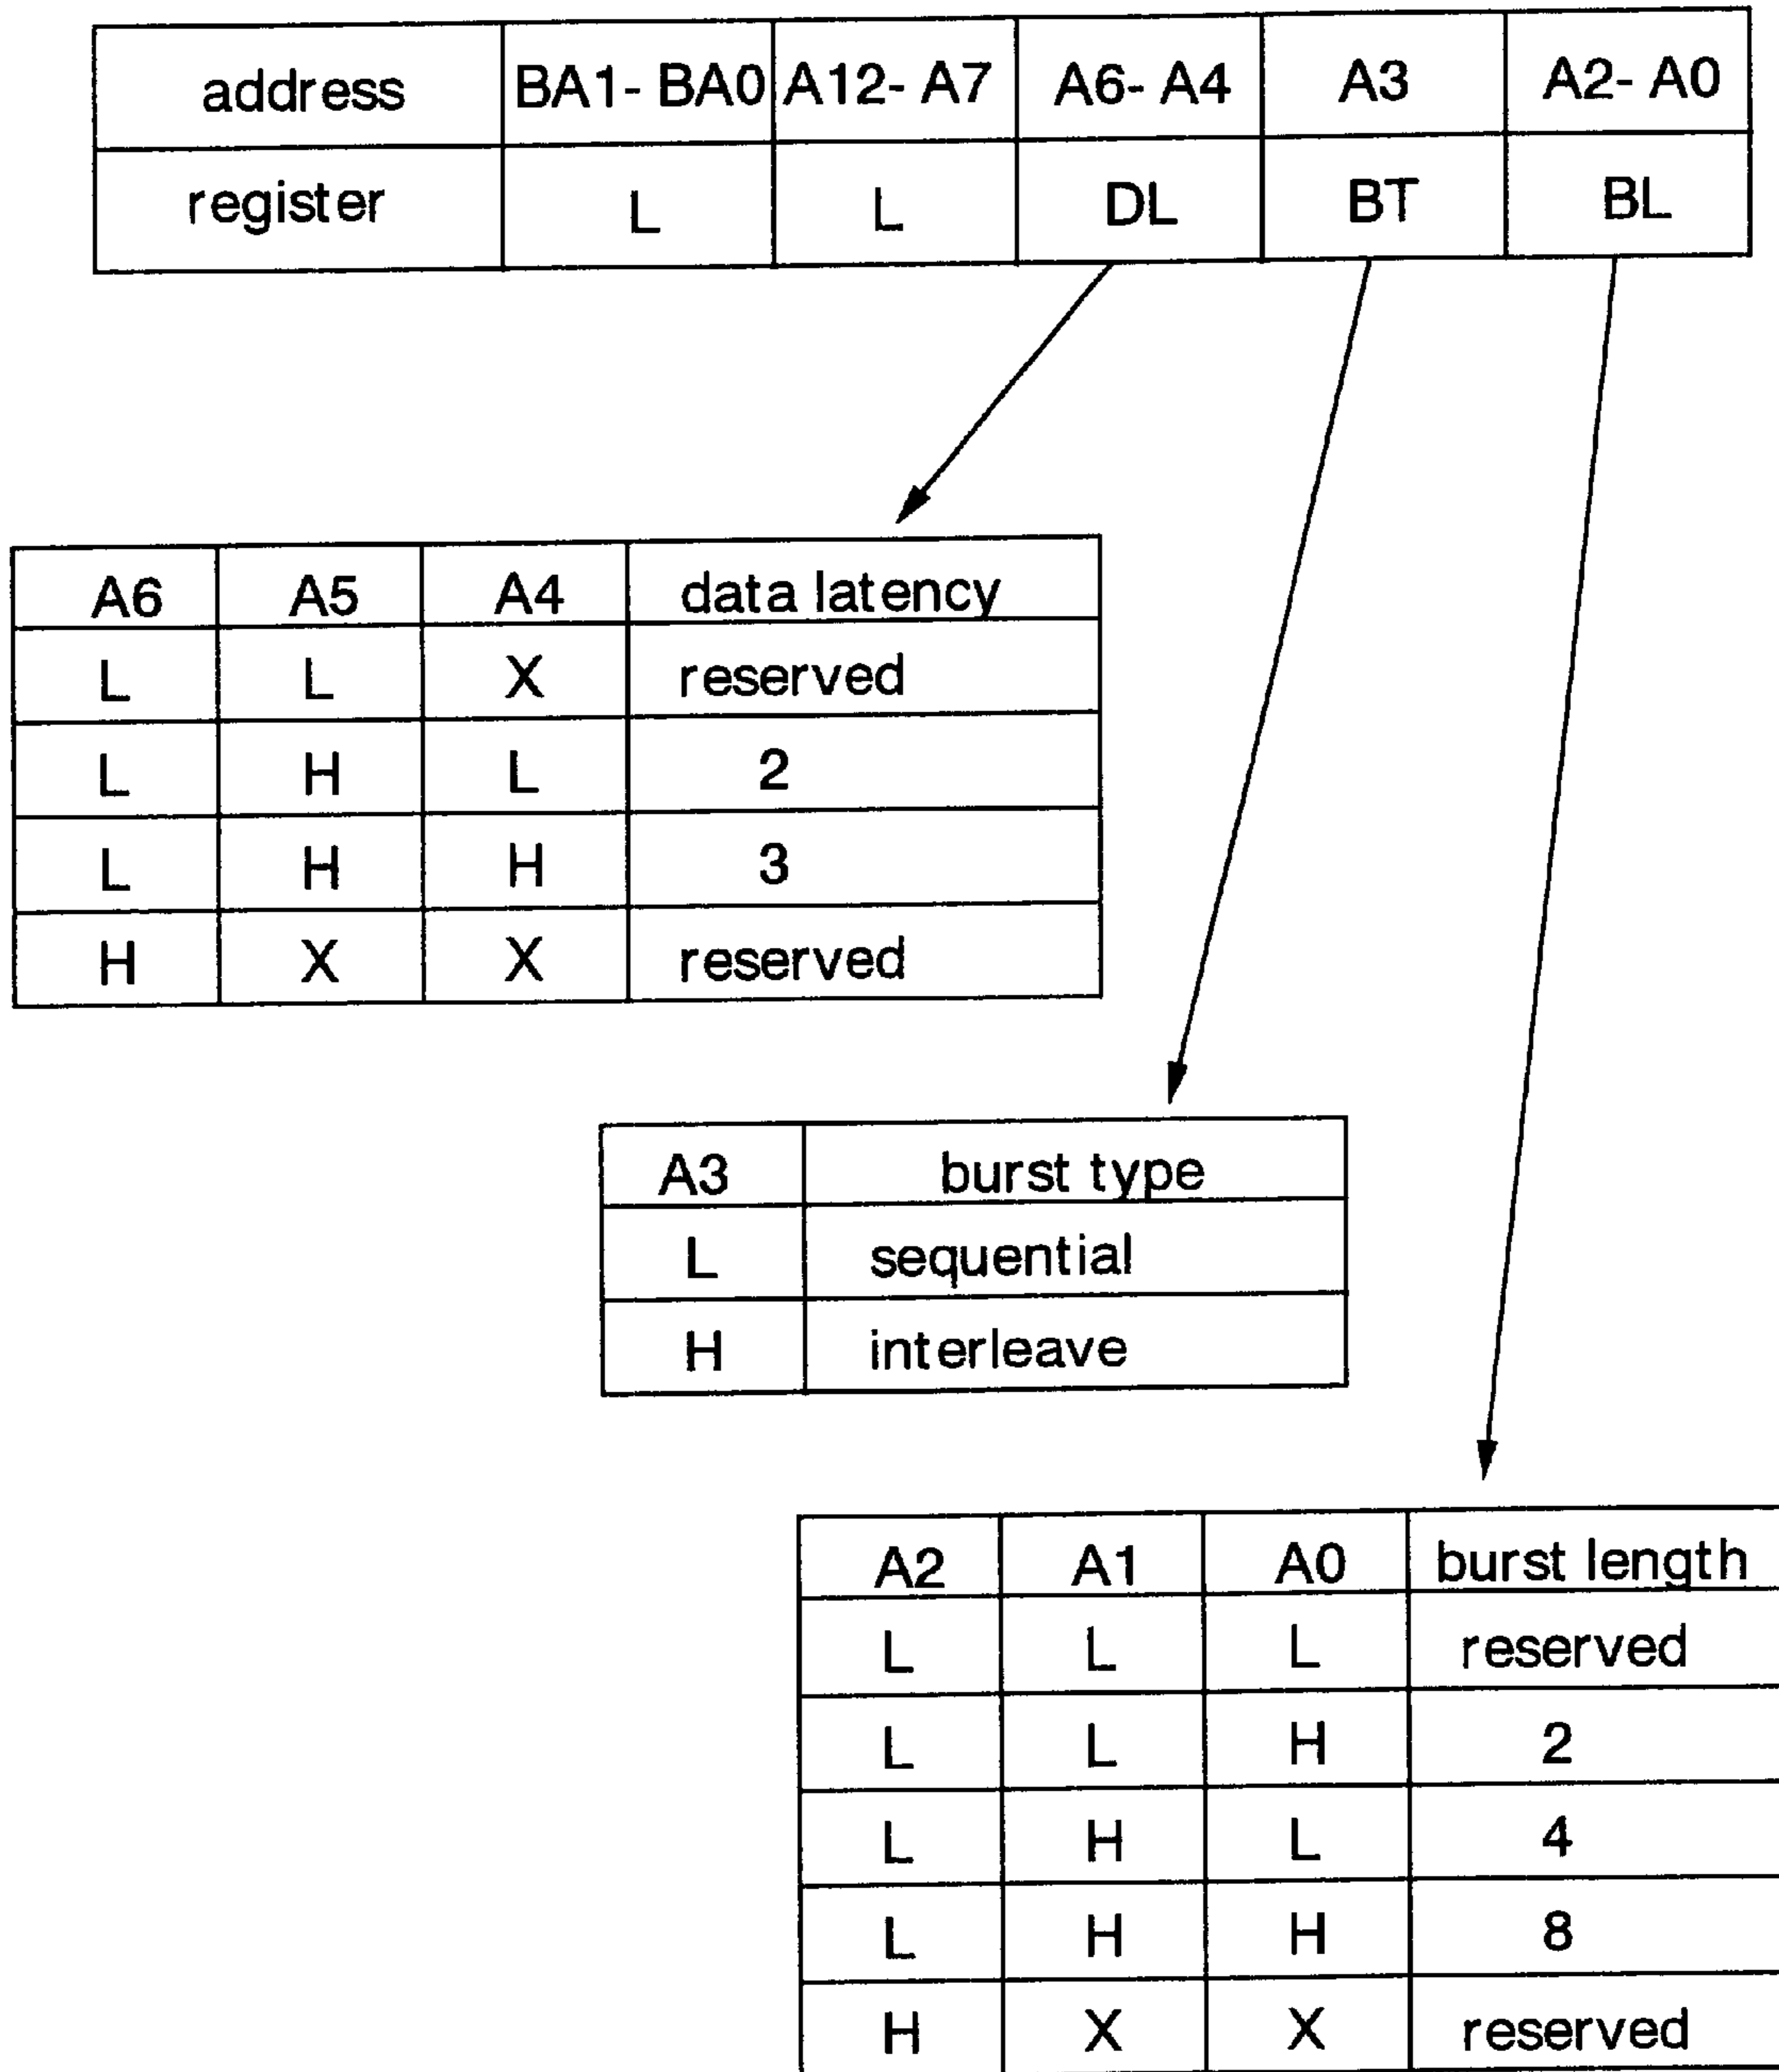 address BA1- BA0 A12- A7 A6- A4 A3 A2- A0
register L L DL BT BL
A6 A5 A4 data latency
L L X reserved
L H L 2
L H H 3
H X X reserved
A3 burst type
L sequential
H interleave
A2 A1 A0 burst length
L L L reserved
L L H 2
L H L 4
L H H 8
H X X reserved